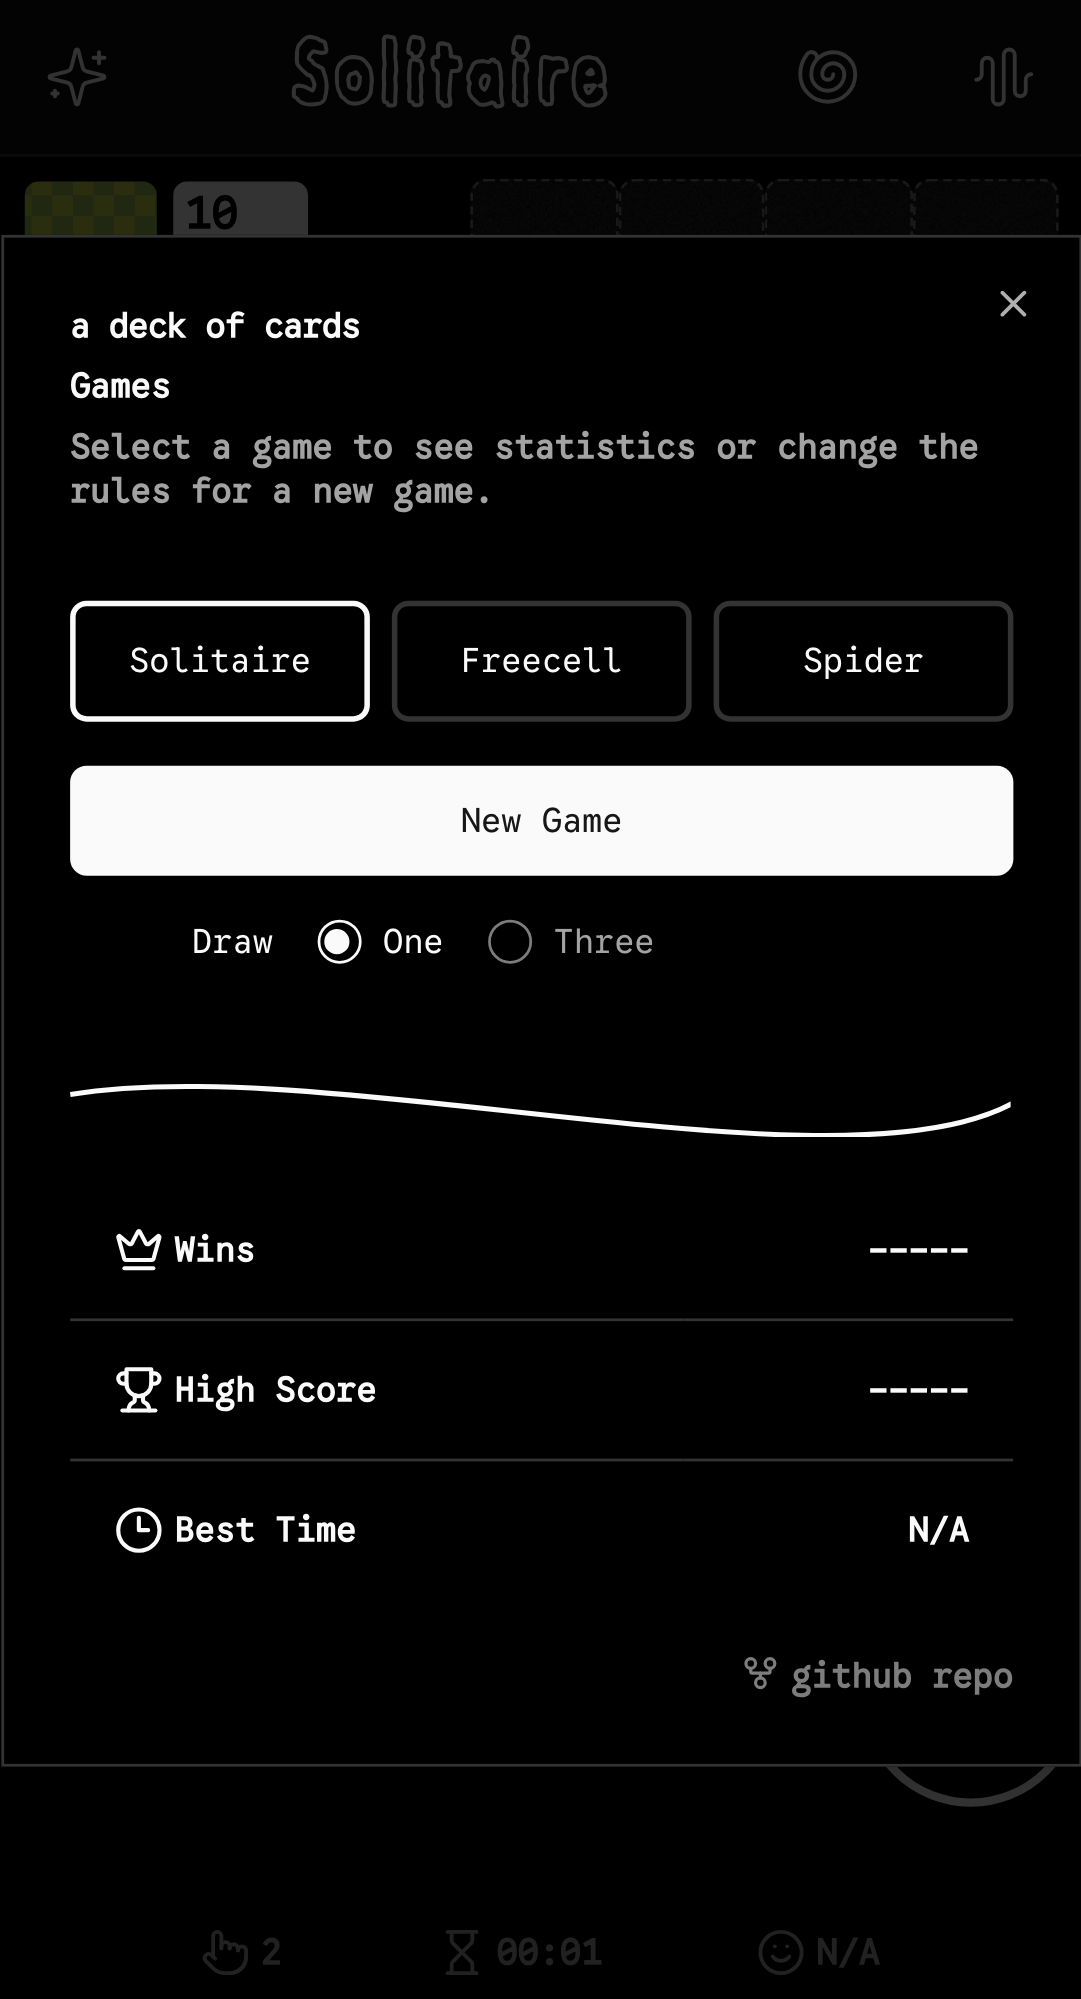 Solitaire
10
a deck of cards
Games
Select a game to see statistics or change the
rules for a new game.
Solitaire Freecell Spider
New Game
Draw One Three
Wins -----
High Score -----
Best Time N/A
github repo
2 00:01 N/A